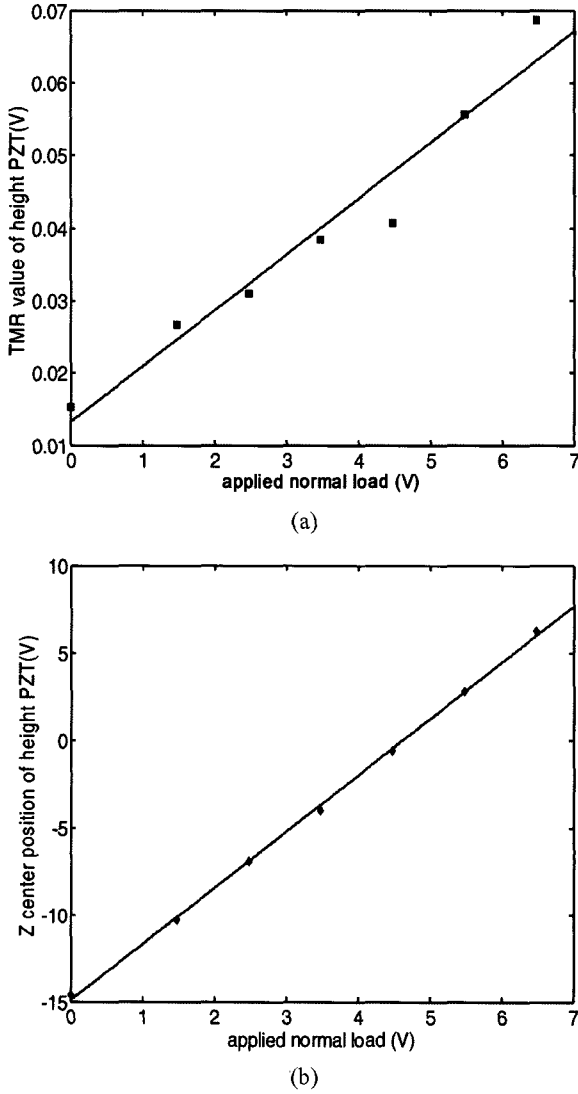 0.07
0.06
0.05
0.04
0.03
0.02
0.01
TMR value of height PZT(V)
0 1 2 3 4 5 6 7
applied normal load (V)
(a)
10
5
0
-5
-10
-15
Z center position of height PZT(V)
0 1 2 3 4 5 6 7
applied normal load (V)
(b)